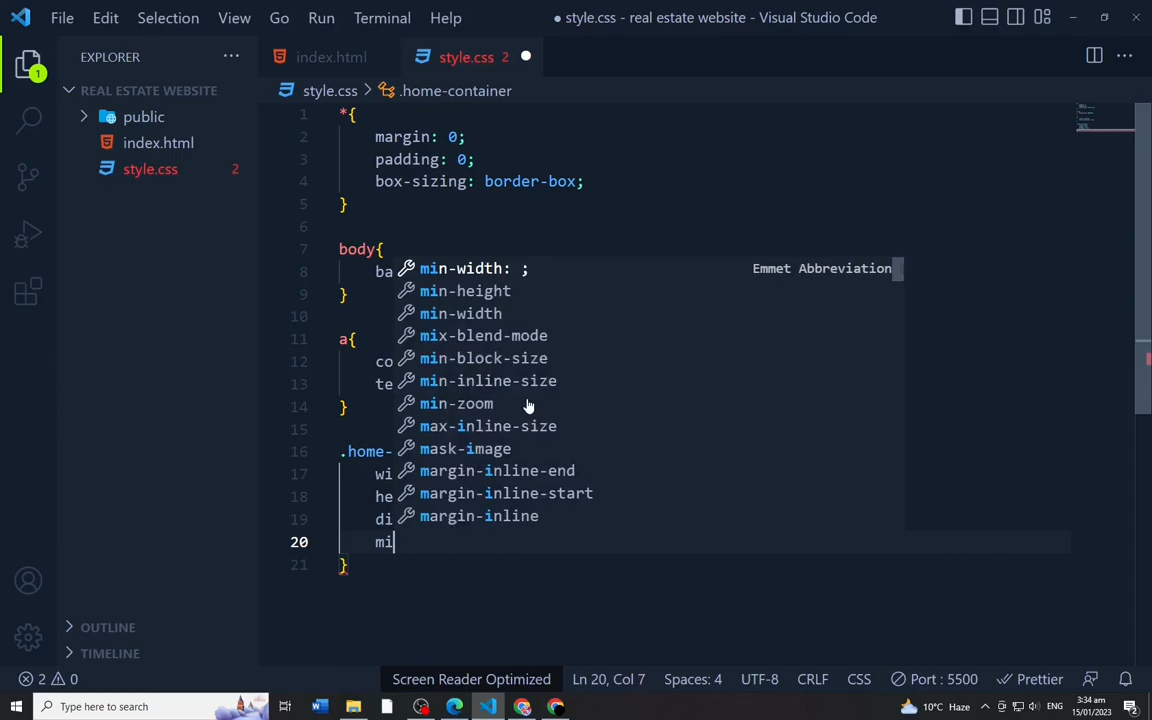 File Edit Selection View Go Run Terminal Help
● style.css - real estate website - Visual Studio Code
EXPLORER
index.html
style.css 2
REAL ESTATE WEBSITE
style.css > .home-container
public
index.html
style.css 2
1 *{
2 margin: 0;
3 padding: 0;
4 box-sizing: border-box;
5 }
6
7 body{
8 ba
9 }
10
11 a{
12 co
13 te
14 }
15
16 .home-
17 wi
18 he
19 di
20 mi
21 }
min-width: ; Emmet Abbreviation
min-height
min-width
mix-blend-mode
min-block-size
min-inline-size
min-zoom
max-inline-size
mask-image
margin-inline-end
margin-inline-start
margin-inline
1
OUTLINE
TIMELINE
2 0 Screen Reader Optimized Ln 20, Col 7 Spaces: 4 UTF-8 CRLF CSS Port : 5500 Prettier
Type here to search
10°C Haze ENG 3:34 am 15/01/2023 2